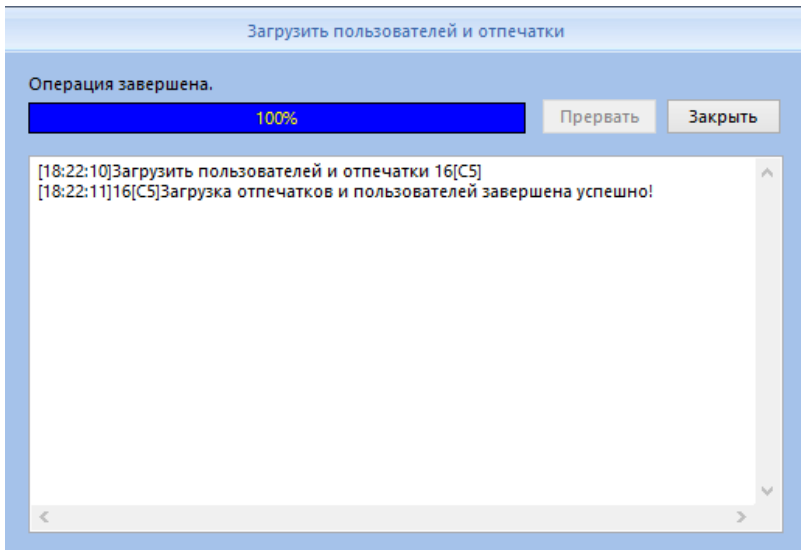 Загрузить пользователей и отпечатки
Операция завершена.
100%
Прервать
Закрыть
[18:22:10]Загрузить пользователей и отпечатки 16[C5]
[18:22:11]16[C5]Загрузка отпечатков и пользователей завершена успешно!